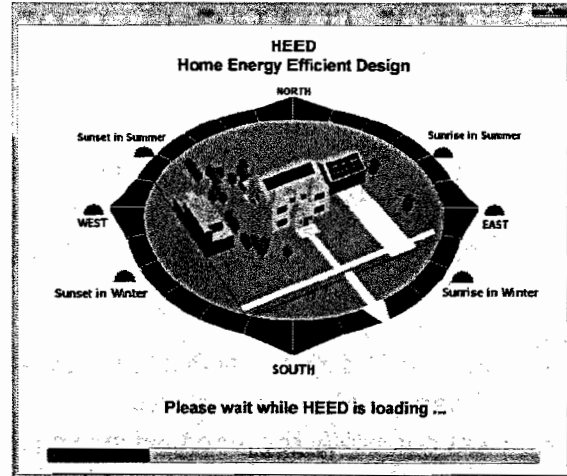 HEED
Home Energy Efficient Design
NORTH
Sunset in Summer
Sunrise in Summer
WEST
EAST
Sunset in Winter
Sunrise in Winter
SOUTH
Please wait while HEED is loading ...